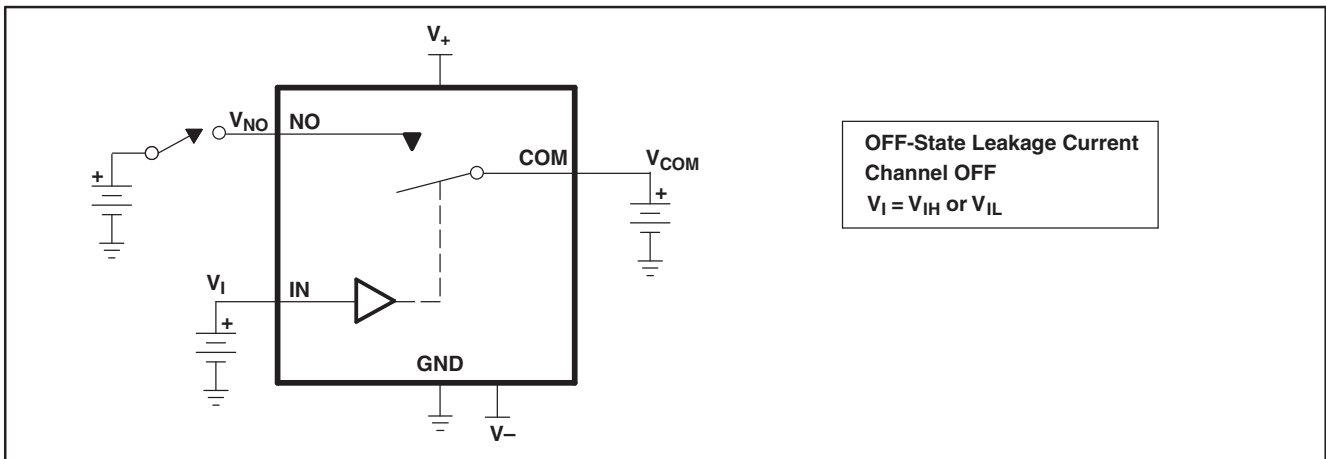 V+
VNO NO
COM VCOM
+
+
VI IN
+
GND
V–
OFF-State Leakage Current
Channel OFF
VI = VIH or VIL